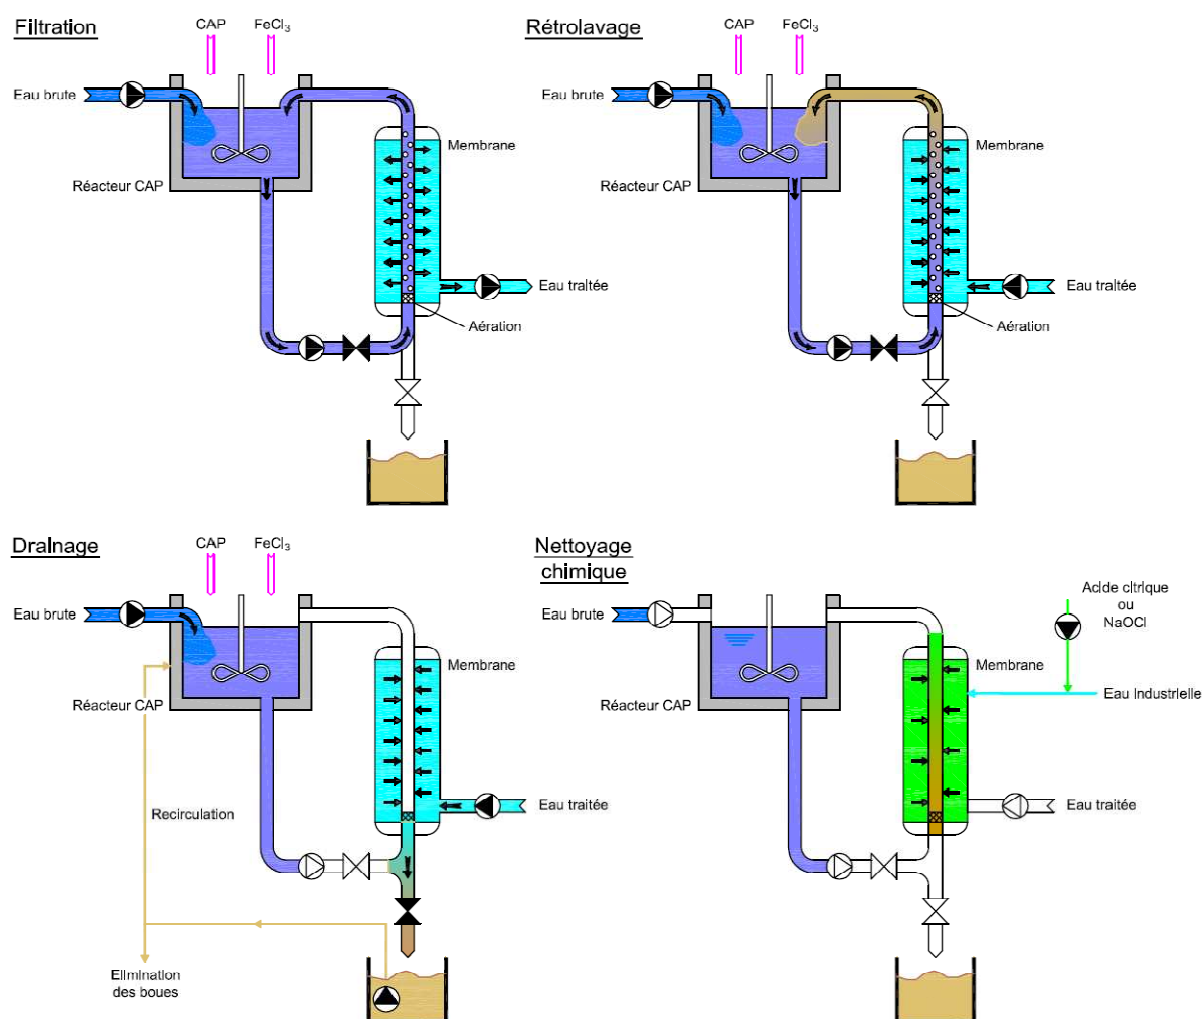 Filtration
CAP
FeCl₃
Eau brute
Membrane
Réacteur CAP
Eau traitée
Aération
Rétrolavage
CAP
FeCl₃
Eau brute
Membrane
Réacteur CAP
Eau traitée
Aération
Drainage
CAP
FeCl₃
Eau brute
Membrane
Réacteur CAP
Eau traitée
Recirculation
Elimination
des boues
Nettoyage
chimique
Eau brute
Acide citrique
ou
NaOCl
Membrane
Eau industrielle
Réacteur CAP
Eau traitée